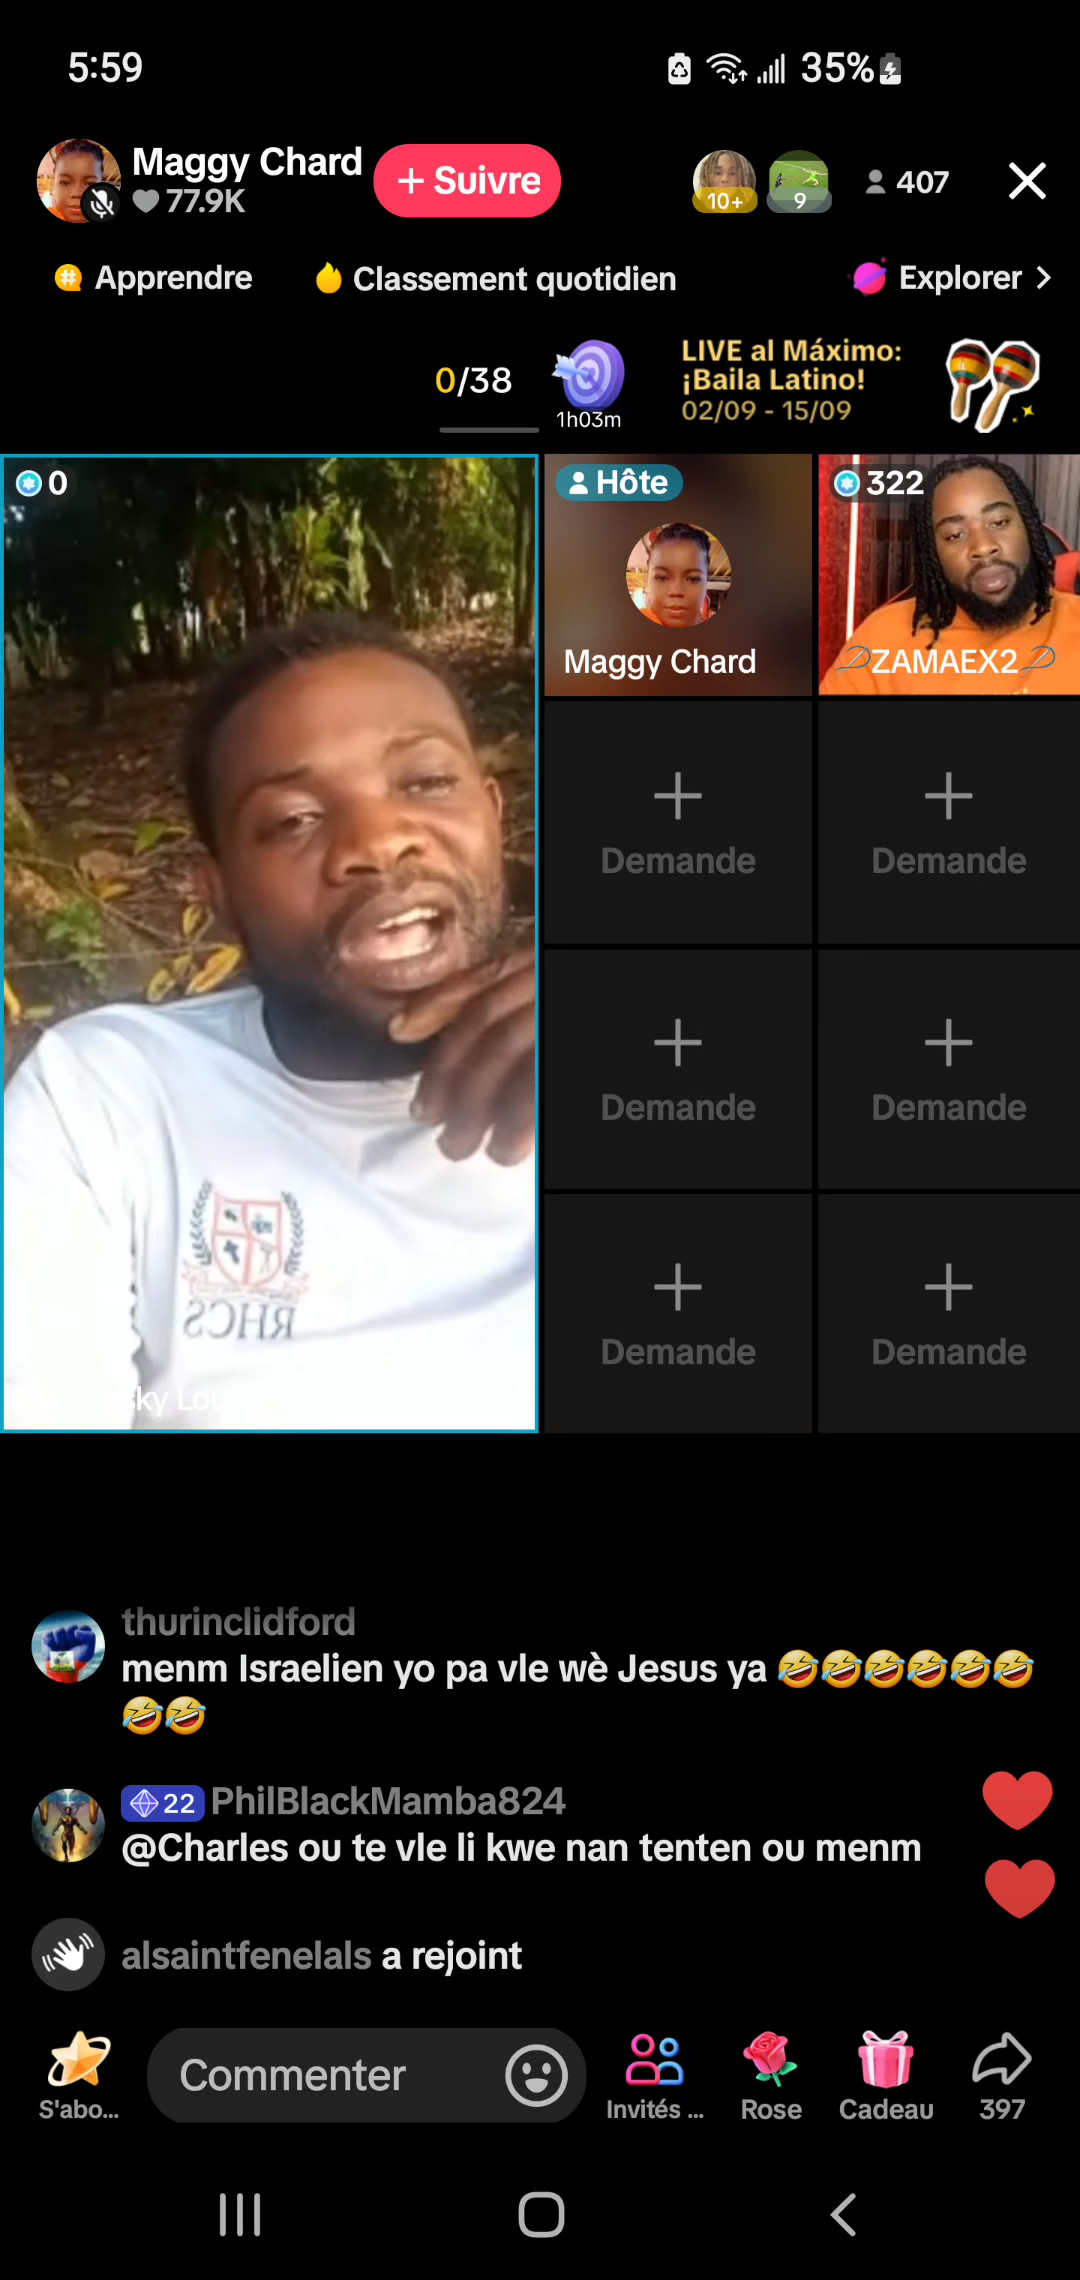 5:59
35%
Maggy Chard
+ Suivre
77.9K
10+
9
407
Apprendre
Classement quotidien
Explorer >
0/38
1h03m
LIVE al Máximo:
¡Baila Latino!
02/09 - 15/09
0
Hôte
Maggy Chard
322
ZAMAEX2
Demande
Demande
Demande
Demande
Demande
Demande
RHCS
sky Lou
thurinclidford
menm Israelien yo pa vle wè Jesus ya 🤣🤣🤣🤣🤣🤣
🤣🤣
22 PhilBlackMamba824
@Charles ou te vle li kwe nan tenten ou menm
alsaintfenelals a rejoint
Commenter
S'abo...
Invités ...
Rose
Cadeau
397